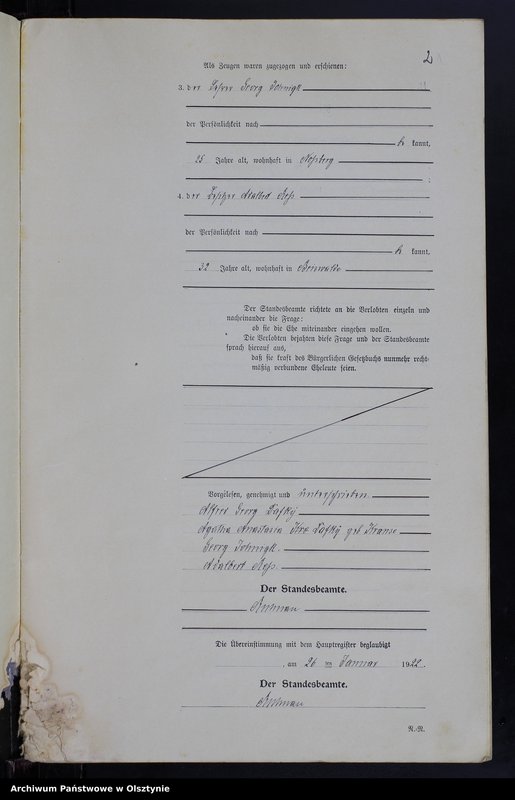 2
Als Zeugen waren zugezogen und erschienen:
3. der Lehrer Georg
der Persönlichkeit nach
kannt,
25 Jahre alt, wohnhaft in
4. der Besitzer Adalbert
der Persönlichkeit nach
kannt,
32 Jahre alt, wohnhaft in
Der Standesbeamte richtete an die Verlobten einzeln und
nacheinander die Frage:
ob sie die Ehe miteinander eingehen wollen.
Die Verlobten bejahten diese Frage und der Standesbeamte
sprach hierauf aus,
daß sie kraft des Bürgerlichen Gesetzbuchs nunmehr recht-
mäßig verbundene Eheleute seien.
Vorgelesen, genehmigt und unterschrieben
Alfred Georg
Agatha Anastasia geb Krause
Georg
Adalbert
Der Standesbeamte.
Die Übereinstimmung mit dem Hauptregister beglaubigt
, am 26 ten Januar 1922.
Der Standesbeamte.
N.-N.
Archiwum Państwowe w Olsztynie